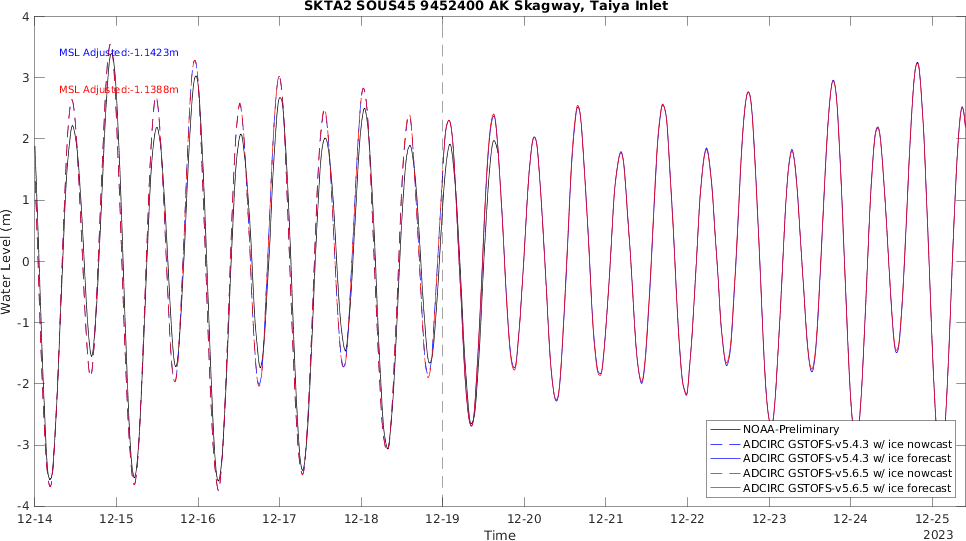 SKTA2 SOUS45 9452400 AK Skagway, Taiya Inlet
4
MSL Adjusted:-1.1423m
3
MSL Adjusted:-1.1388m
2
1
0
-1
-2
-3
-4
Water Level (m)
NOAA-Preliminary
ADCIRC GSTOFS-v5.4.3 w/ ice nowcast
ADCIRC GSTOFS-v5.4.3 w/ ice forecast
ADCIRC GSTOFS-v5.6.5 w/ ice nowcast
ADCIRC GSTOFS-v5.6.5 w/ ice forecast
12-14 12-15 12-16 12-17 12-18 12-19 12-20 12-21 12-22 12-23 12-24 12-25
Time
2023